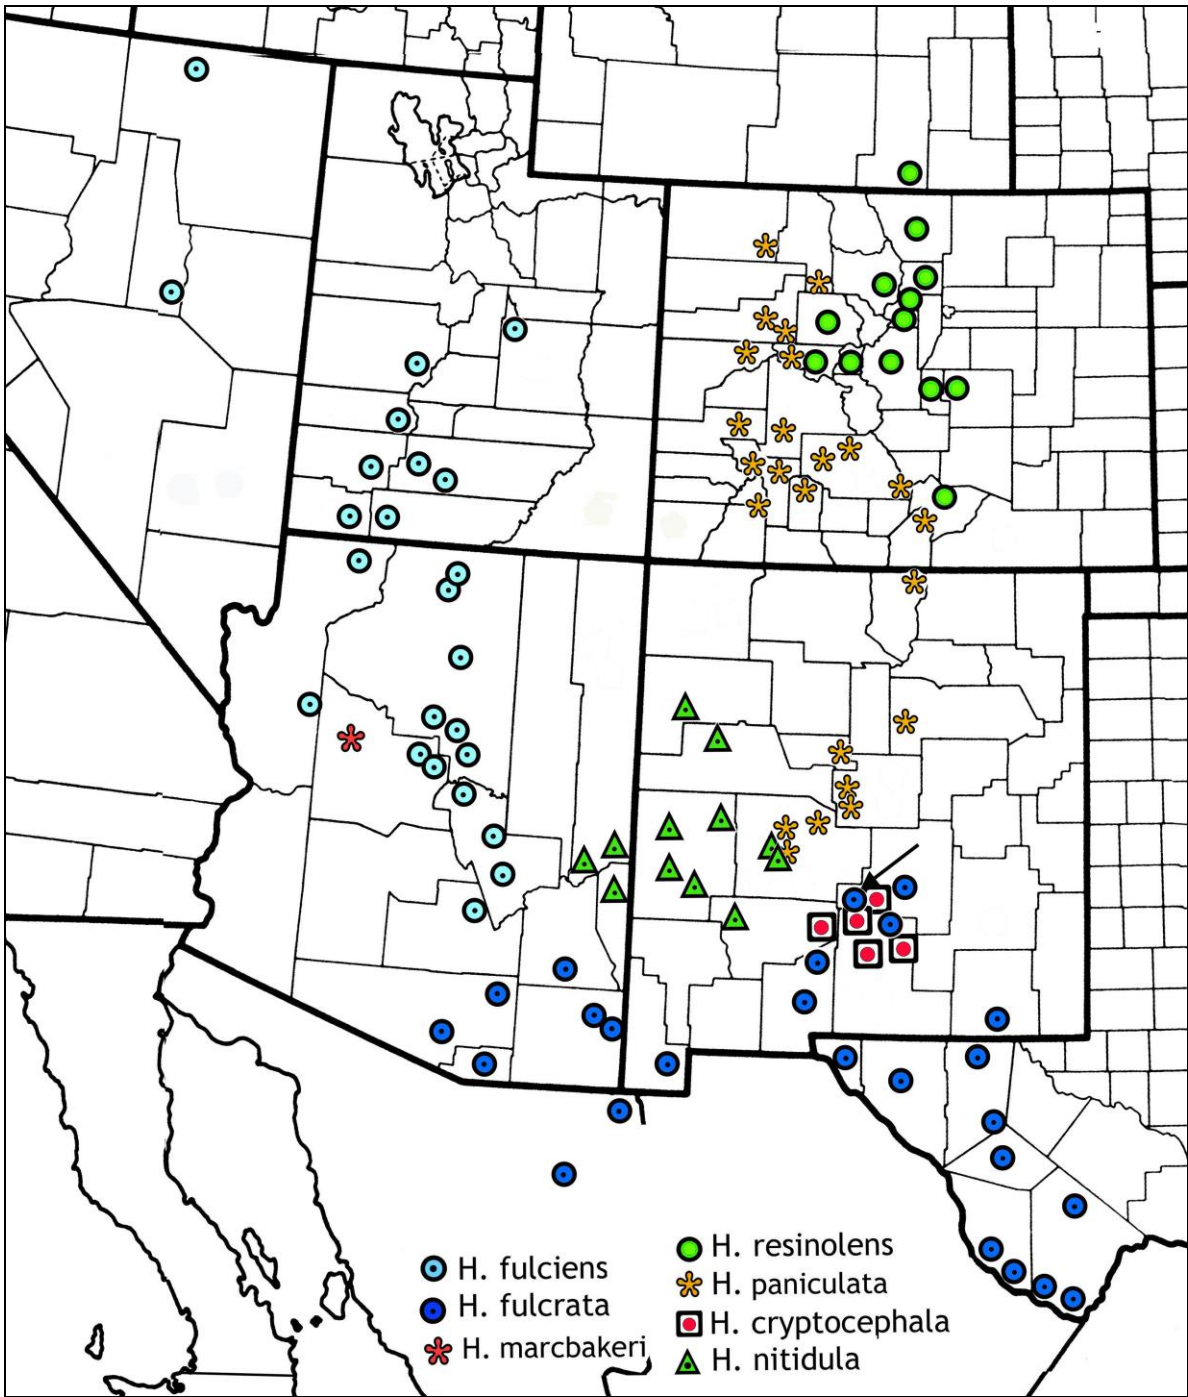 H. fulciens
H. fulcrata
H. marcbakeri
H. resinolens
H. paniculata
H. cryptocephala
H. nitidula